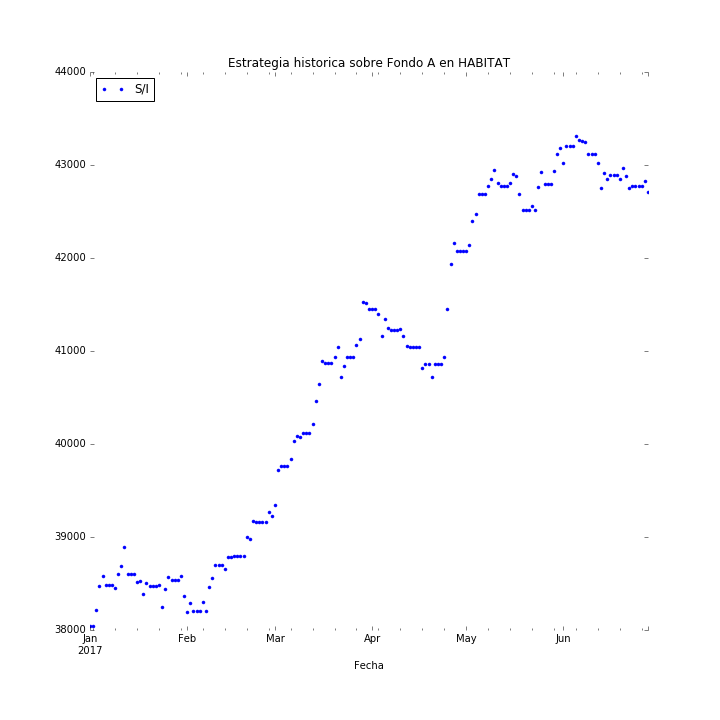 Estrategia historica sobre Fondo A en HABITAT
44000
S/I
43000
42000
41000
40000
39000
38000
Jan Feb Mar Apr May Jun
2017
Fecha